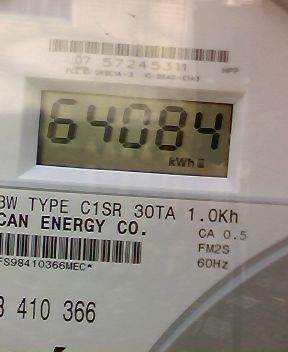 07 57245311
64084
kWh
3W TYPE C1SR 30TA 1.0Kh
CAN ENERGY CO.
CA 0.5
FM2S
60Hz
FS98410366MEC*
3 410 366